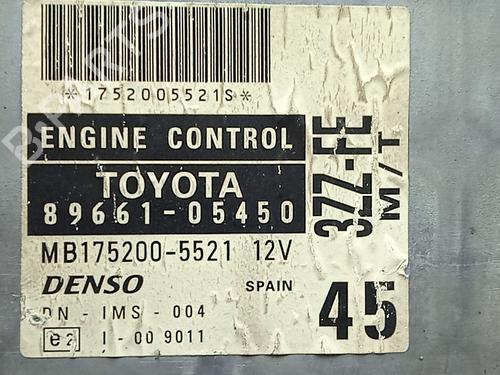 *1752005521S*
ENGINE CONTROL
TOYOTA
89661-05450
MB175200-5521 12V
DENSO SPAIN
DN - IMS - 004
e2 I - 00 9011
3ZZ-FE
M/T
45
B-PARTS